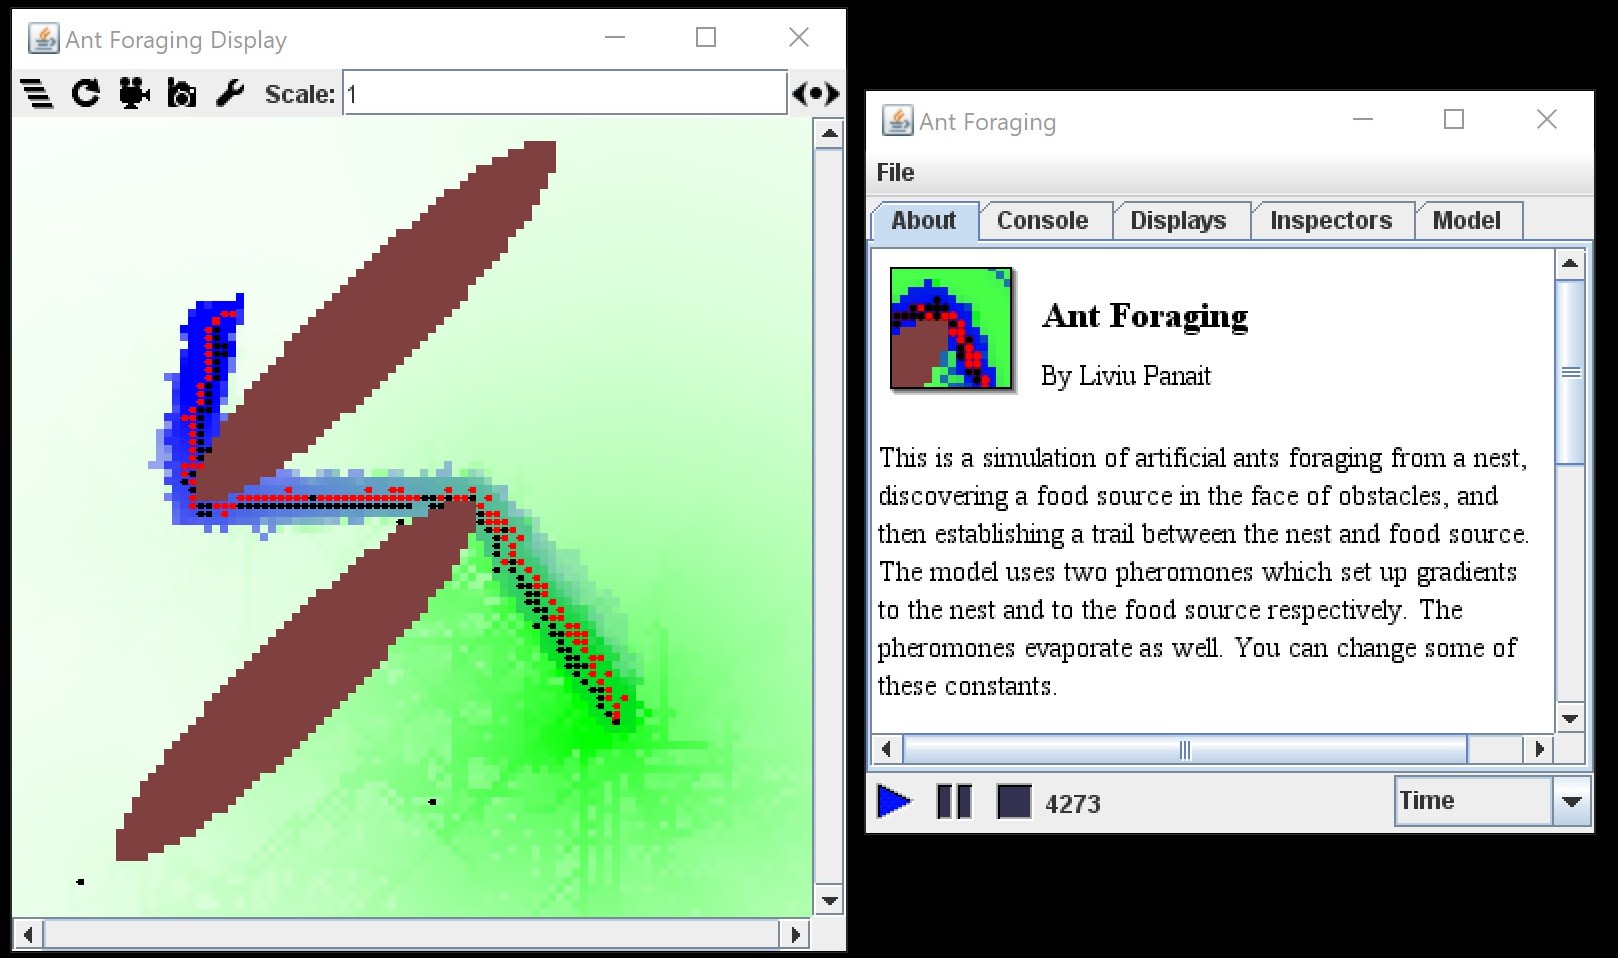 Ant Foraging Display
Scale: 1
Ant Foraging
File
About Console Displays Inspectors Model
Ant Foraging
By Liviu Panait
This is a simulation of artificial ants foraging from a nest,
discovering a food source in the face of obstacles, and
then establishing a trail between the nest and food source.
The model uses two pheromones which set up gradients
to the nest and to the food source respectively. The
pheromones evaporate as well. You can change some of
these constants.
4273 Time